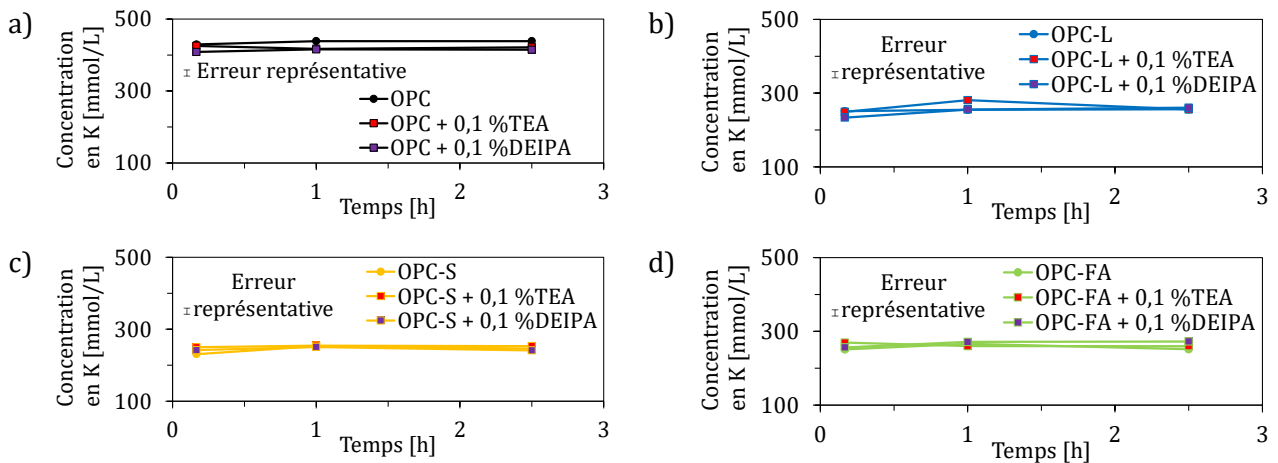 a)
Concentration
en K [mmol/L]
500
300
100
Erreur représentative
OPC
OPC + 0,1 %TEA
OPC + 0,1 %DEIPA
0
1
2
3
Temps [h]
b)
Concentration
en K [mmol/L]
500
300
100
Erreur
représentative
OPC-L
OPC-L + 0,1 %TEA
OPC-L + 0,1 %DEIPA
0
1
2
3
Temps [h]
c)
Concentration
en K [mmol/L]
500
300
100
Erreur
représentative
OPC-S
OPC-S + 0,1 %TEA
OPC-S + 0,1 %DEIPA
0
1
2
3
Temps [h]
d)
Concentration
en K [mmol/L]
500
300
100
Erreur
représentative
OPC-FA
OPC-FA + 0,1 %TEA
OPC-FA + 0,1 %DEIPA
0
1
2
3
Temps [h]